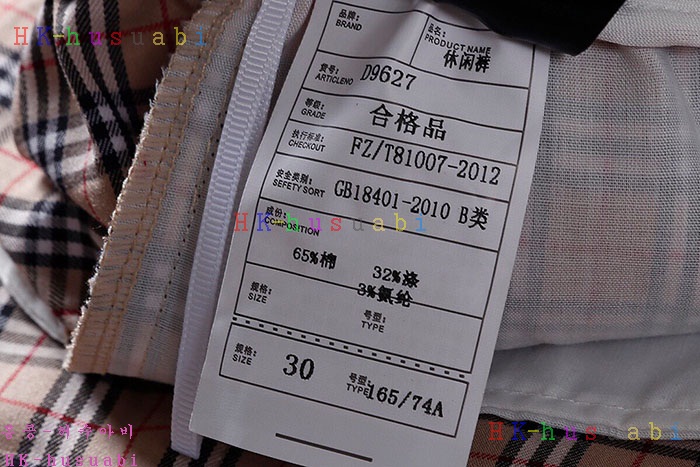 HK-husuabi
品牌:
BRAND
品名:
PRODUCT NAME
休闲裤
货号:
ARTICLENO
D9627
等级:
GRADE
合格品
执行标准:
CHECKOUT
FZ/T81007-2012
安全类别:
SEFETY SORT
GB18401-2010 B类
成份:
COMPOSITION
HK-husuabi
65%棉
32%涤
3%氨纶
规格:
SIZE
号型:
TYPE
规格:
SIZE
30
号型:
TYPE
165/74A
HK-husuabi
HK-husuabi